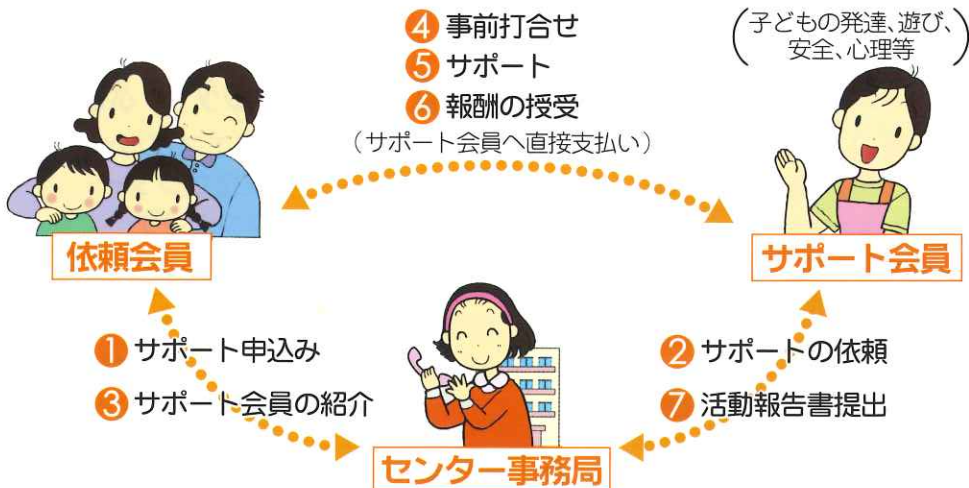 ④ 事前打合せ
⑤ サポート
⑥ 報酬の授受
(サポート会員へ直接支払い)
(子どもの発達、遊び、
安全、心理等)
依頼会員
サポート会員
① サポート申込み
③ サポート会員の紹介
② サポートの依頼
⑦ 活動報告書提出
センター事務局